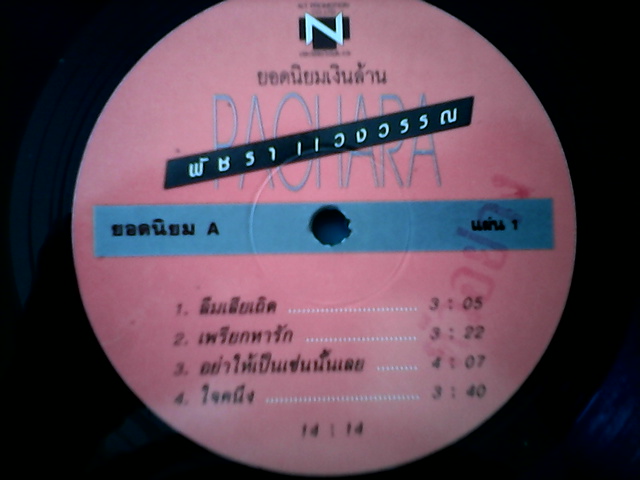 N
ยอดนิยมเงินล้าน
PACHARA
พัชรา แวงวรรณ
ยอดนิยม A
แผ่น 1
1. ลืมเสียเถิด 3 : 05
2. เพรียกหารัก 3 : 22
3. อย่าให้เป็นเช่นนั้นเลย 4 : 07
4. ใจคนึง 3 : 40
14 : 14